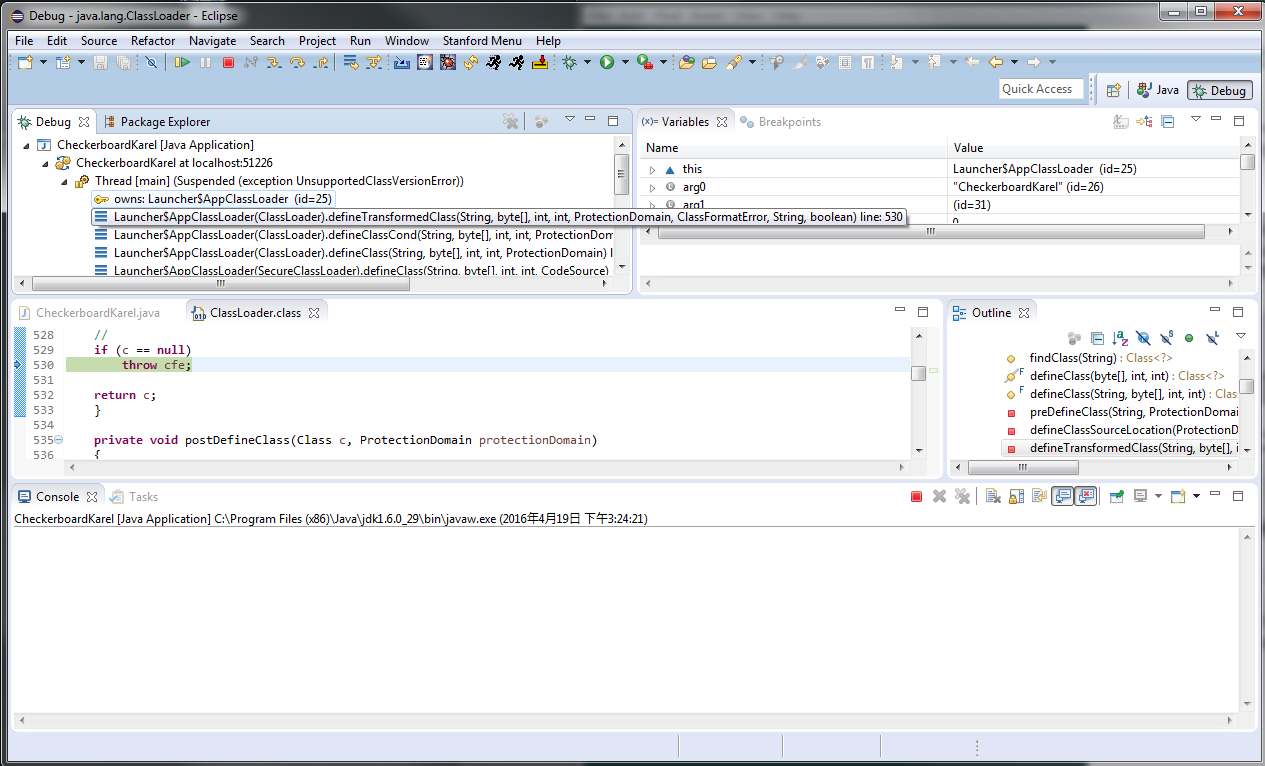 Debug - java.lang.ClassLoader - Eclipse
File Edit Source Refactor Navigate Search Project Run Window Stanford Menu Help
Quick Access Java Debug
Debug Package Explorer
CheckerboardKarel [Java Application]
CheckerboardKarel at localhost:51226
Thread [main] (Suspended (exception UnsupportedClassVersionError))
owns: Launcher$AppClassLoader (id=25)
Launcher$AppClassLoader(ClassLoader).defineTransformedClass(String, byte[], int, int, ProtectionDomain, ClassFormatError, String, boolean) line: 530
Launcher$AppClassLoader(ClassLoader).defineClassCond(String, byte[], int, int, ProtectionDom
Launcher$AppClassLoader(ClassLoader).defineClass(String, byte[], int, int, ProtectionDomain) l
Launcher$AppClassLoader(SecureClassLoader).defineClass(String, byte[], int, int, CodeSource)
(x)= Variables Breakpoints
Name Value
this Launcher$AppClassLoader (id=25)
arg0 "CheckerboardKarel" (id=26)
arg1 (id=31)
0
CheckerboardKarel.java ClassLoader.class
528 //
529 if (c == null)
530 throw cfe;
531
532 return c;
533 }
534
535 private void postDefineClass(Class c, ProtectionDomain protectionDomain)
536 {
Outline
findClass(String) : Class<?>
defineClass(byte[], int, int) : Class<?>
defineClass(String, byte[], int, int) : Clas
preDefineClass(String, ProtectionDomai
defineClassSourceLocation(ProtectionD
defineTransformedClass(String, byte[], i
Console Tasks
CheckerboardKarel [Java Application] C:\Program Files (x86)\Java\jdk1.6.0_29\bin\javaw.exe (2016年4月19日 下午3:24:21)